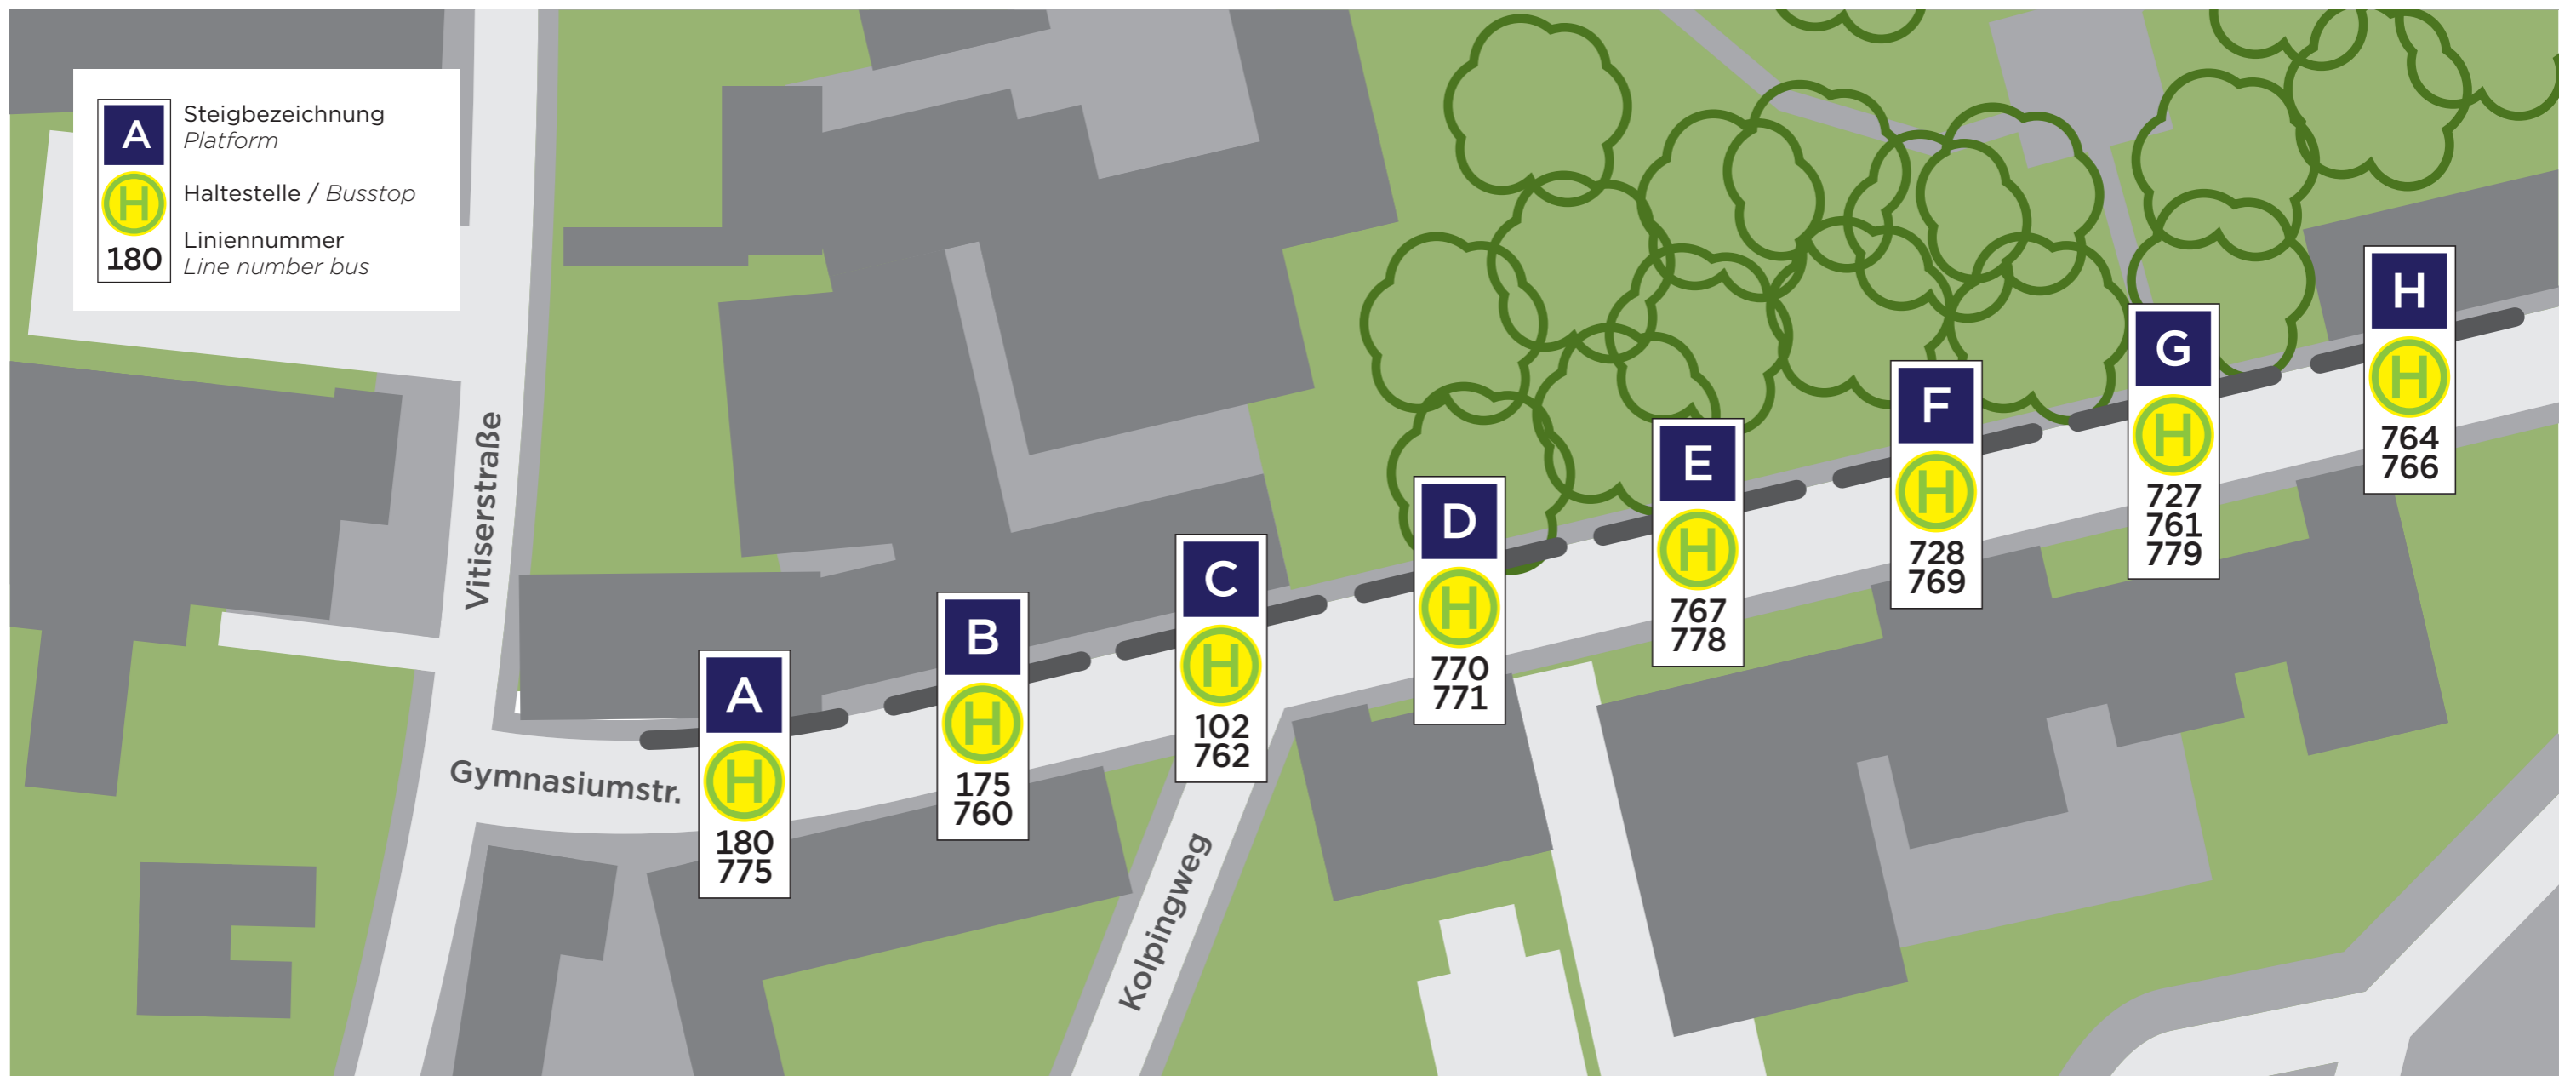 A
Steigbezeichnung
Platform
H
Haltestelle / Busstop
180
Liniennummer
Line number bus
Vitiserstraße
Gymnasiumstr.
Kolpingweg
A
H
180
775
B
H
175
760
C
H
102
762
D
H
770
771
E
H
767
778
F
H
728
769
G
H
727
761
779
H
H
764
766